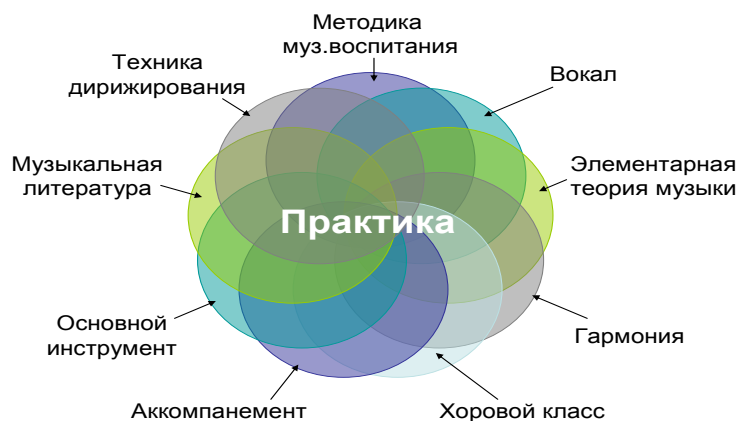 Методика
муз.воспитания
Техника
дирижирования
Вокал
Музыкальная
литература
Элементарная
теория музыки
Практика
Основной
инструмент
Гармония
Аккомпанемент
Хоровой класс